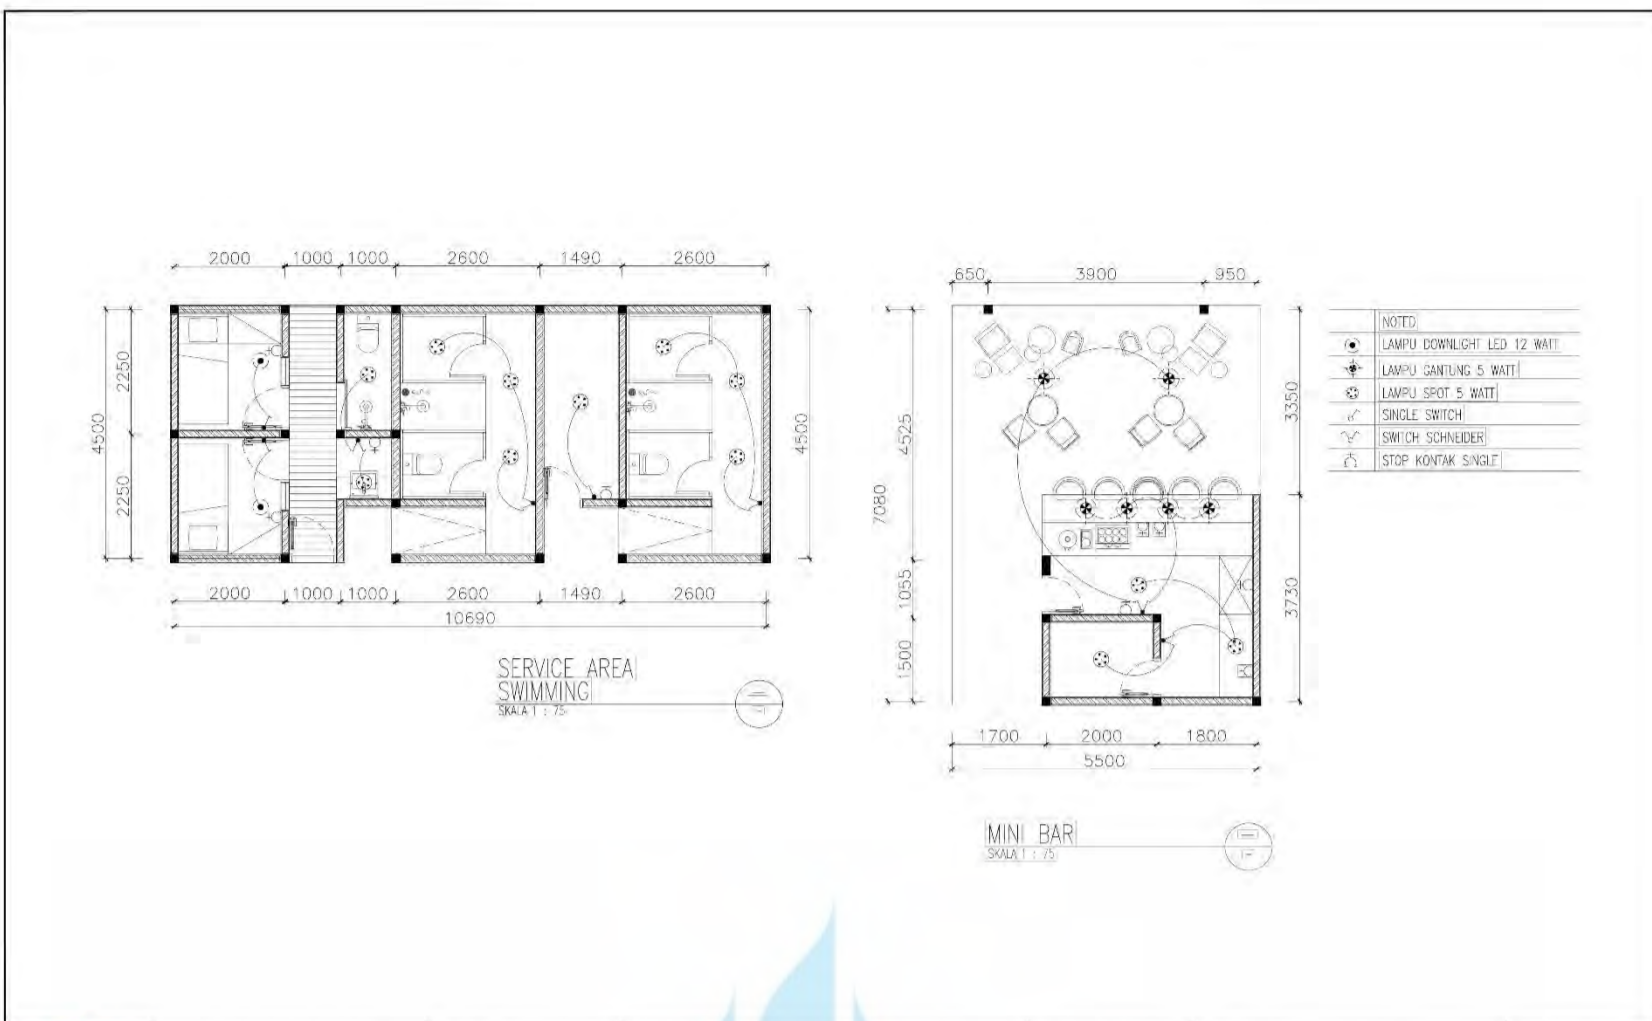 2000 1000 1000 2600 1490 2600
4500
2250
2250
4500
2000 1000 1000 2600 1490 2600
10690
SERVICE AREA
SWIMMING
SKALA 1 : 75
650 3900 950
7080
4525
1055
1500
3350
3730
1700 2000 1800
5500
MINI BAR
SKALA 1 : 75
NOTED
LAMPU DOWNLIGHT LED 12 WATT
LAMPU GANTUNG 5 WATT
LAMPU SPOT 5 WATT
SINGLE SWITCH
SWITCH SCHNEIDER
STOP KONTAK SINGLE